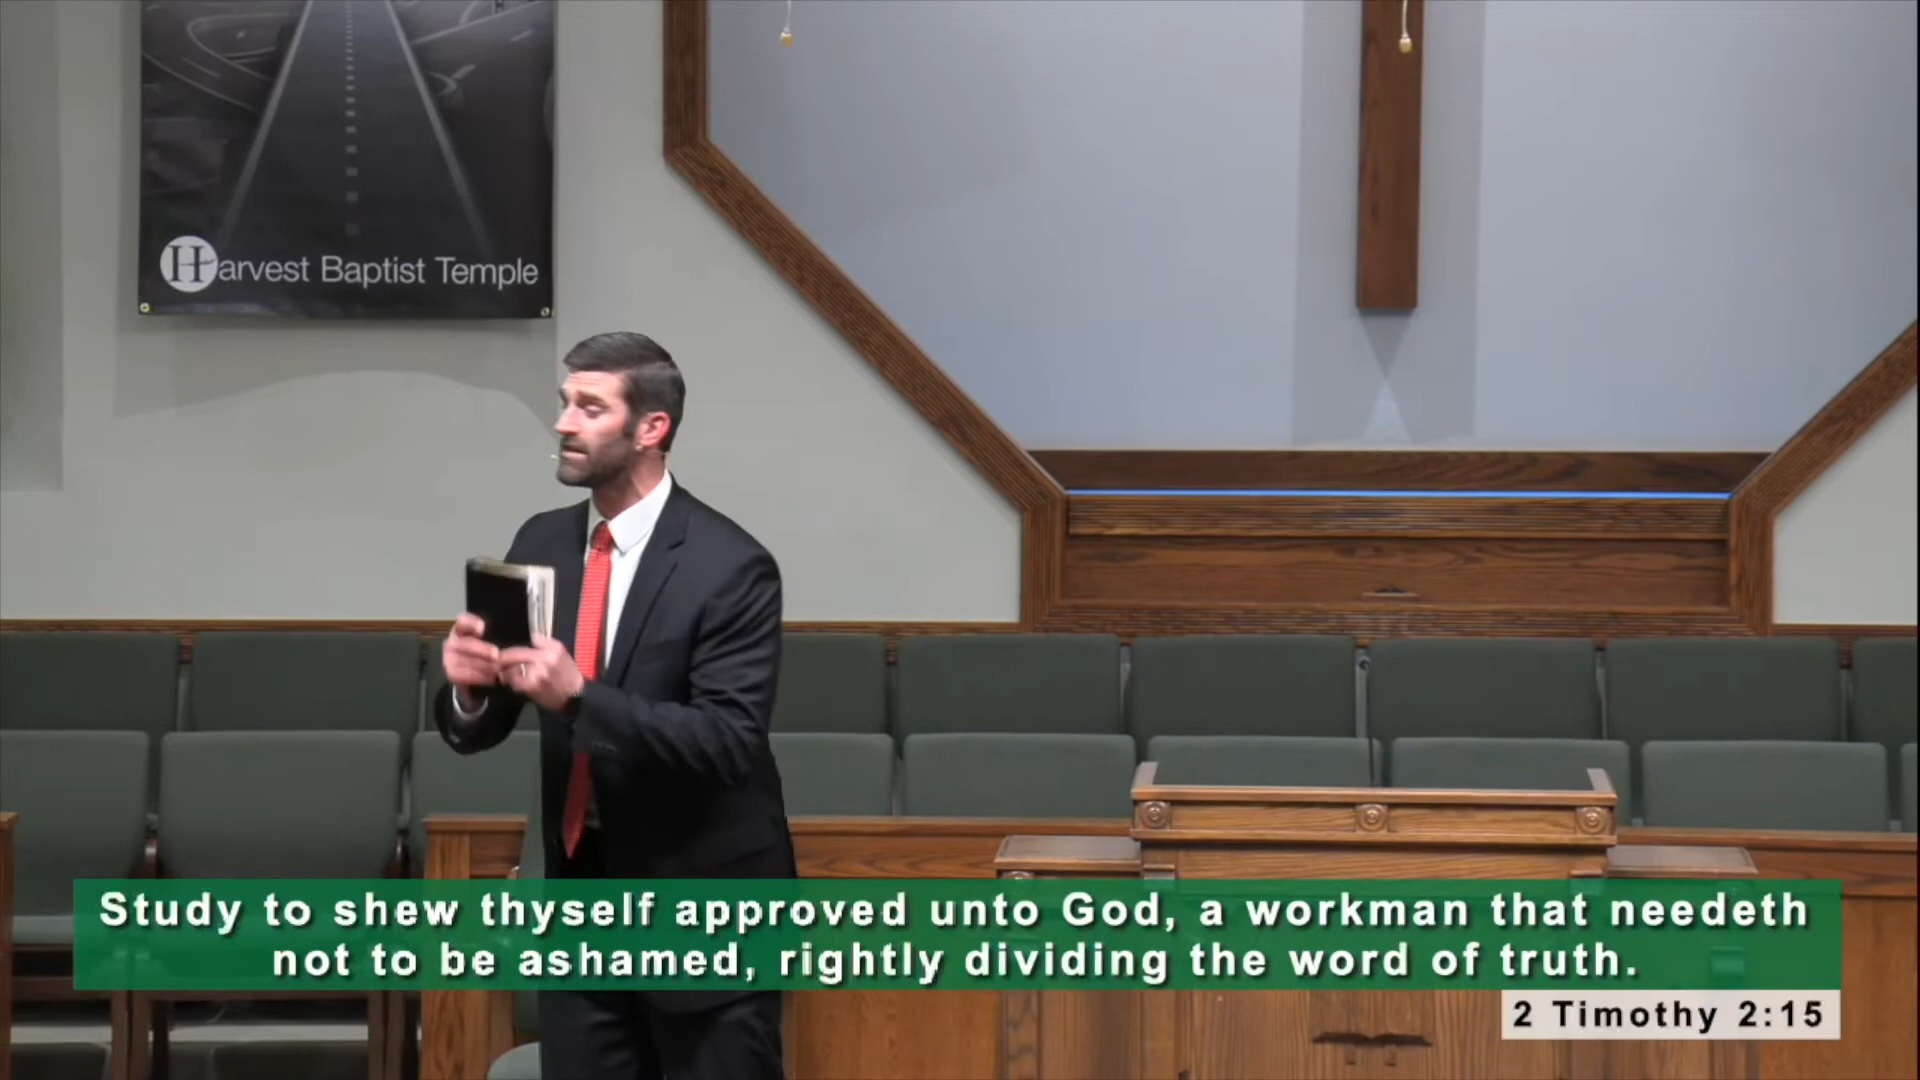 Harvest Baptist Temple
Study to shew thyself approved unto God, a workman that needeth
not to be ashamed, rightly dividing the word of truth.
2 Timothy 2:15